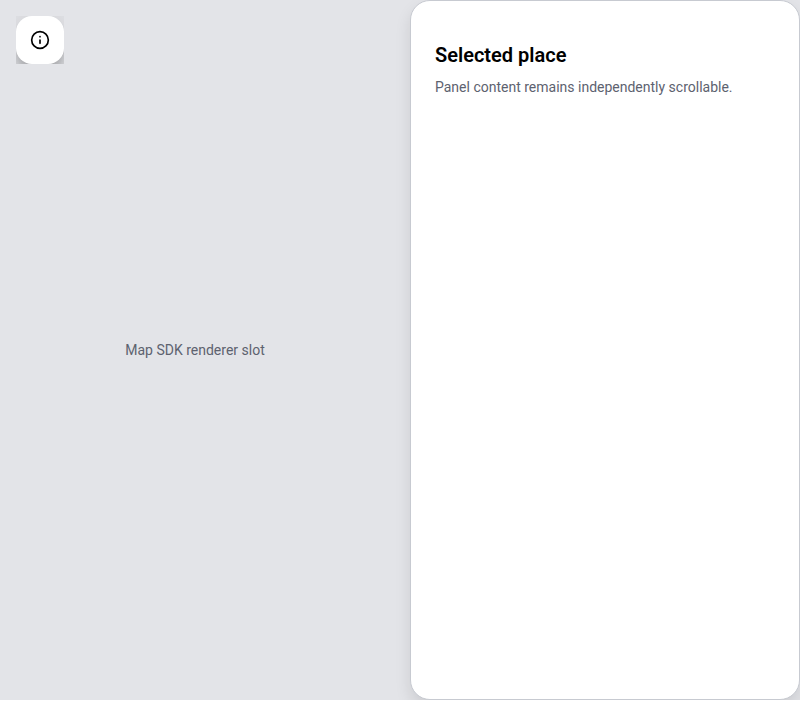 Selected place
Panel content remains independently scrollable.
Map SDK renderer slot